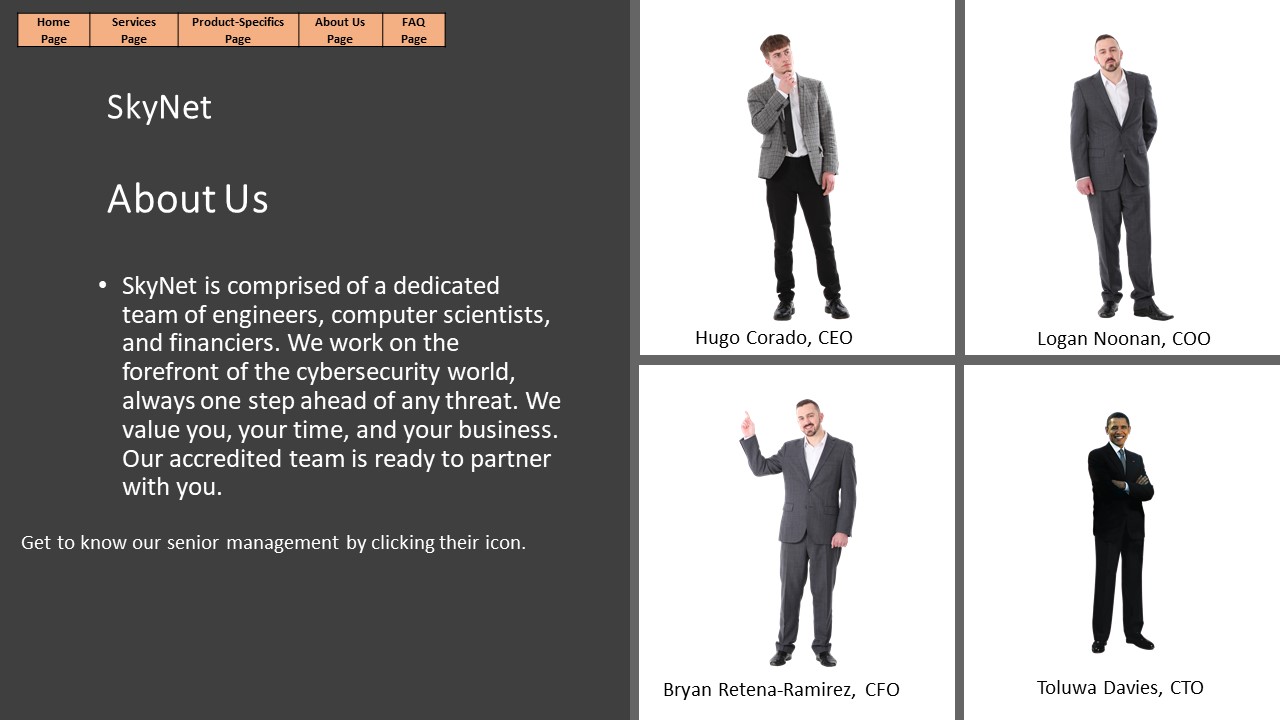 Home Services Product-Specifics About Us FAQ
Page Page Page Page Page
SkyNet
About Us
• SkyNet is comprised of a dedicated
team of engineers, computer scientists,
and financiers. We work on the
forefront of the cybersecurity world,
always one step ahead of any threat. We
value you, your time, and your business.
Our accredited team is ready to partner
with you.
Get to know our senior management by clicking their icon.
Hugo Corado, CEO
Logan Noonan, COO
Bryan Retena-Ramirez, CFO
Toluwa Davies, CTO